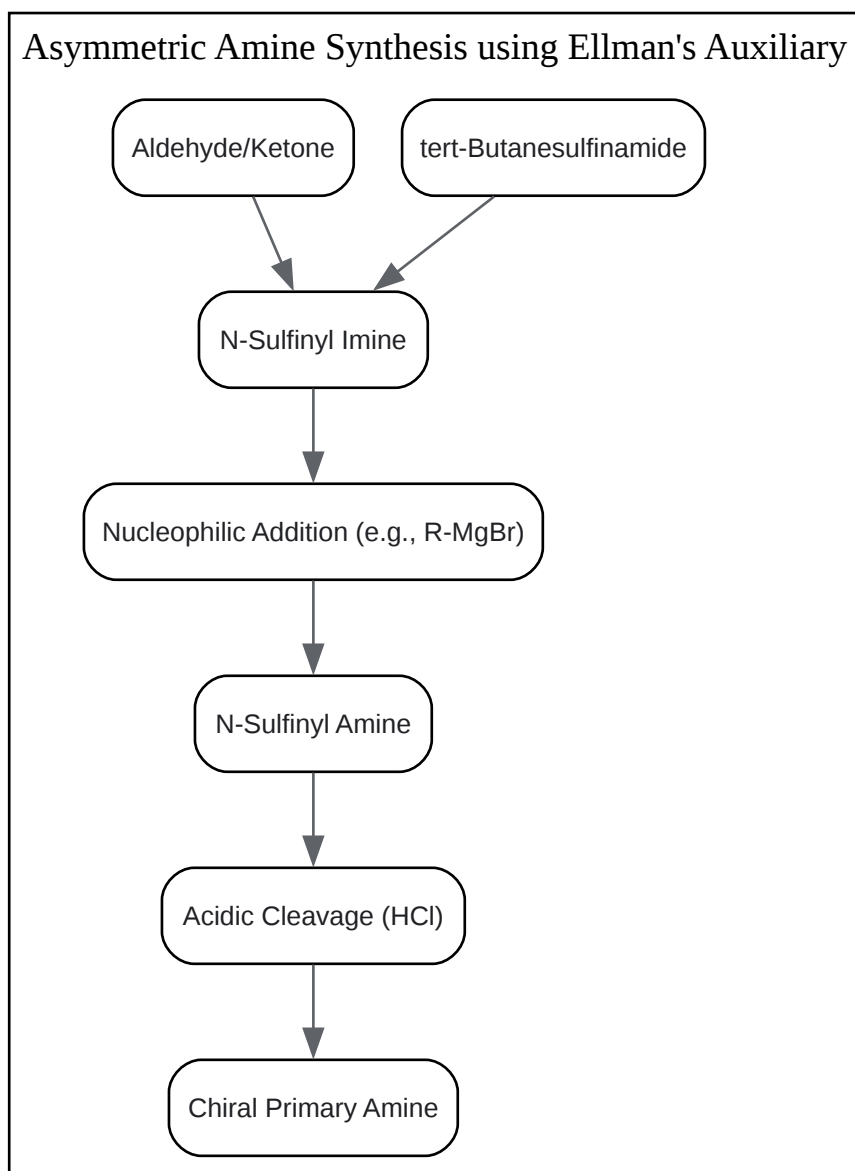 Asymmetric Amine Synthesis using Ellman's Auxiliary
Aldehyde/Ketone
tert-Butanesulfinamide
N-Sulfinyl Imine
Nucleophilic Addition (e.g., R-MgBr)
N-Sulfinyl Amine
Acidic Cleavage (HCl)
Chiral Primary Amine